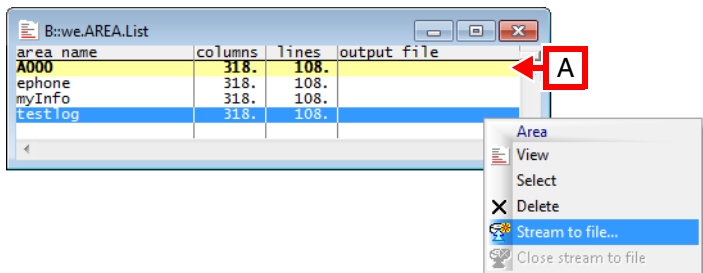 B::we.AREA.List
area name columns lines output file
A000 318. 108.
ephone 318. 108.
myInfo 318. 108.
testlog 318. 108.
A
Area
View
Select
Delete
Stream to file...
Close stream to file